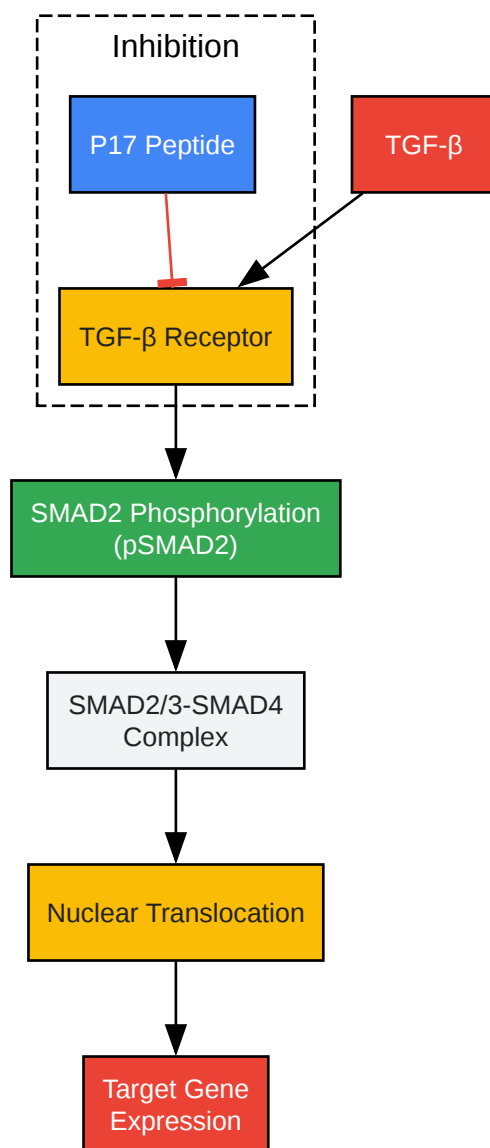 Inhibition
P17 Peptide
TGF-β
TGF-β Receptor
SMAD2 Phosphorylation
(pSMAD2)
SMAD2/3-SMAD4
Complex
Nuclear Translocation
Target Gene
Expression